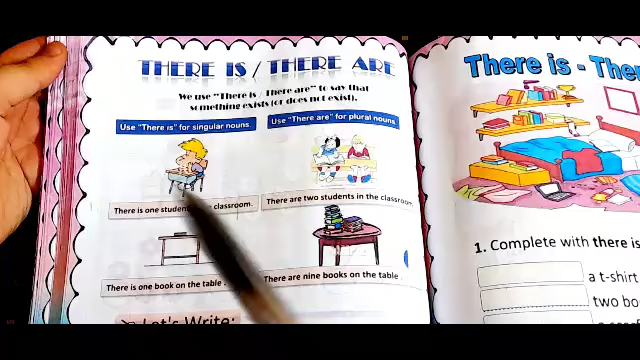 THERE IS / THERE ARE
We use "There is / There are" to say that
something exists (or does not exist).
Use "There is" for singular nouns.
Use "There are" for plural nouns.
There is one student classroom.
There are two students in the classroom.
There is one book on the table.
There are nine books on the table.
Let's Write:
There is - Ther
1. Complete with there is
a t-shirt
two bo